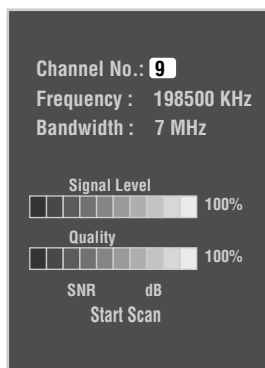 Channel No.: 9
Frequency : 198500 KHz
Bandwidth : 7 MHz
Signal Level
100%
Quality
100%
SNR dB
Start Scan